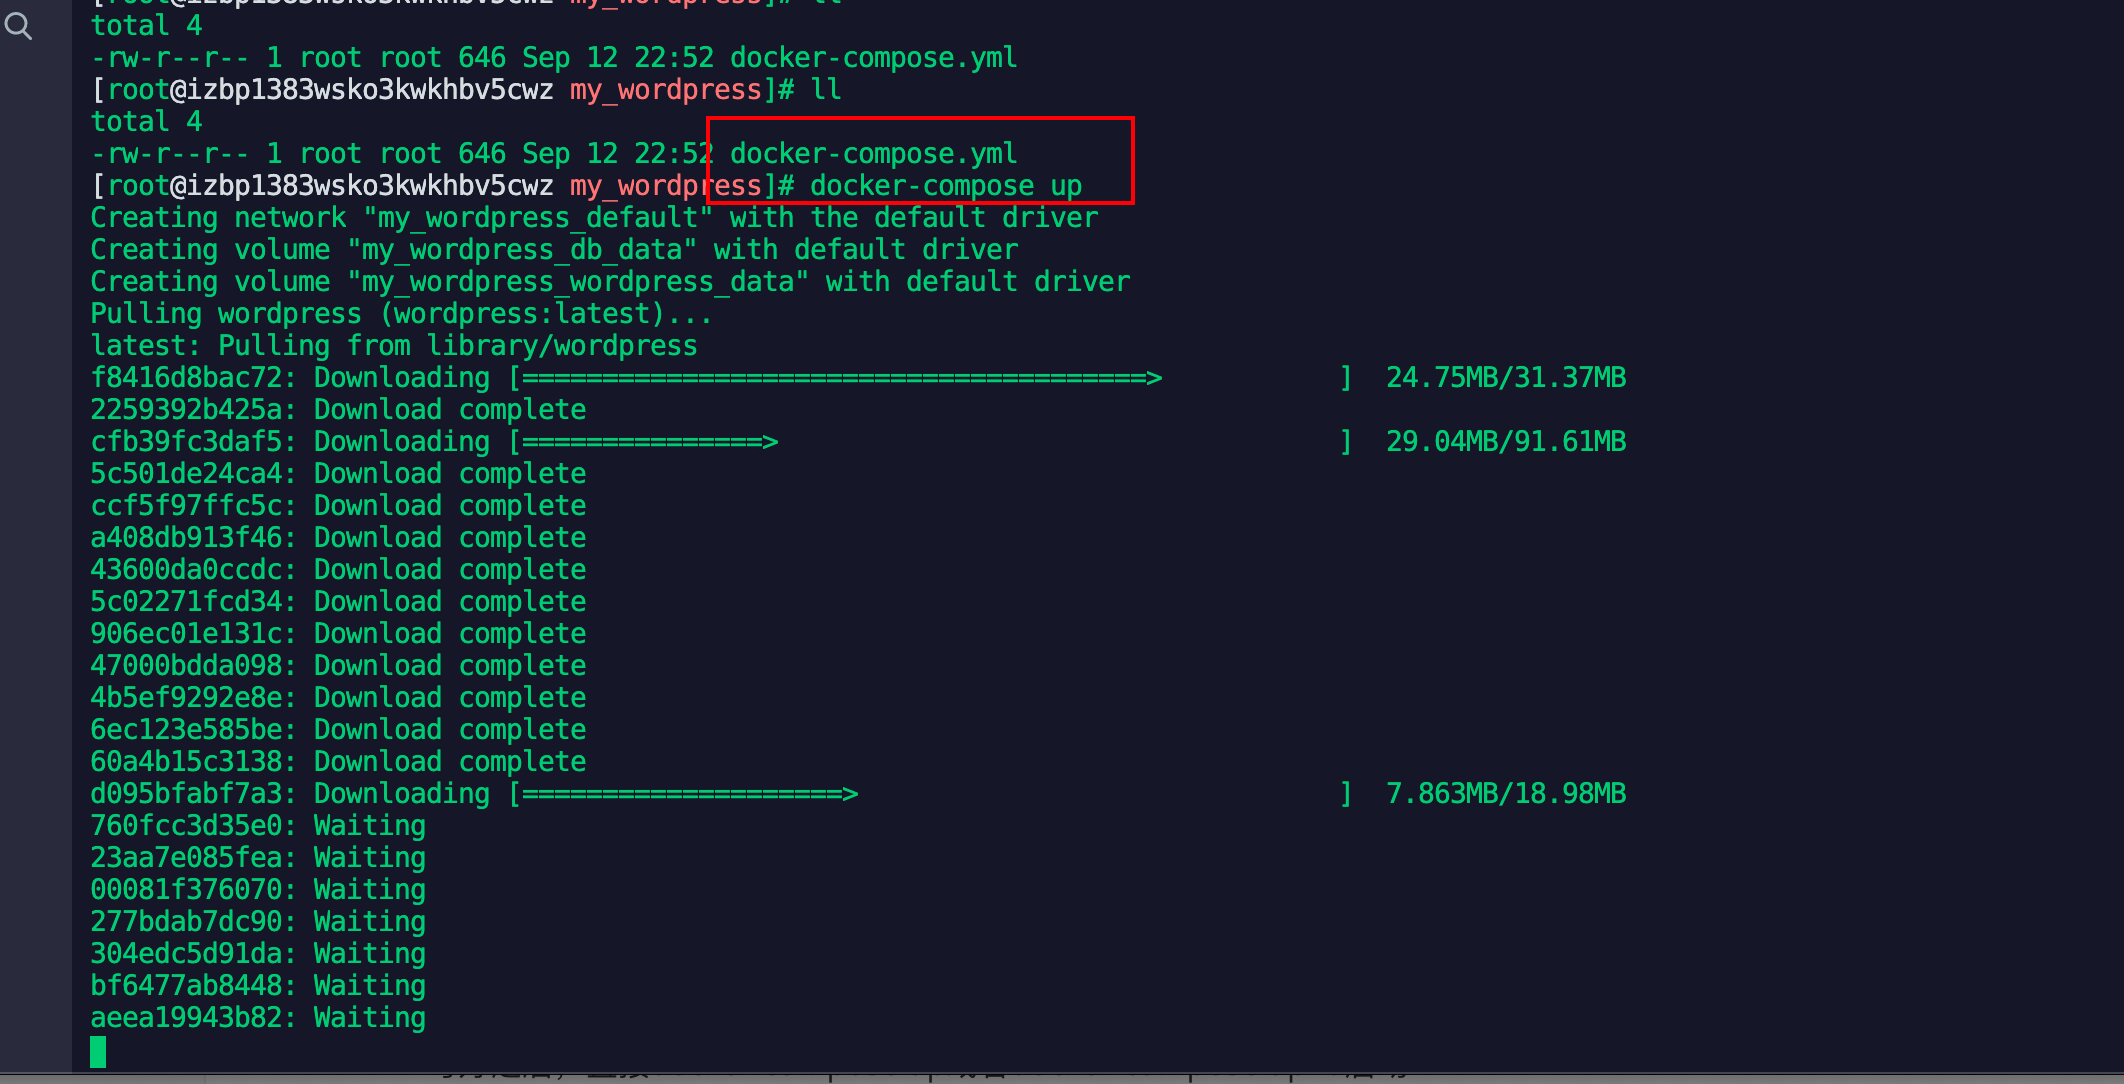 [root@izbp1383wsko3kwkhbv5cwz my_wordpress]# ll
total 4
-rw-r--r-- 1 root root 646 Sep 12 22:52 docker-compose.yml
[root@izbp1383wsko3kwkhbv5cwz my_wordpress]# ll
total 4
-rw-r--r-- 1 root root 646 Sep 12 22:52 docker-compose.yml
[root@izbp1383wsko3kwkhbv5cwz my_wordpress]# docker-compose up
Creating network "my_wordpress_default" with the default driver
Creating volume "my_wordpress_db_data" with default driver
Creating volume "my_wordpress_wordpress_data" with default driver
Pulling wordpress (wordpress:latest)...
latest: Pulling from library/wordpress
f8416d8bac72: Downloading [=======================================>           ]  24.75MB/31.37MB
2259392b425a: Download complete
cfb39fc3daf5: Downloading [===============>                                   ]  29.04MB/91.61MB
5c501de24ca4: Download complete
ccf5f97ffc5c: Download complete
a408db913f46: Download complete
43600da0ccdc: Download complete
5c02271fcd34: Download complete
906ec01e131c: Download complete
47000bdda098: Download complete
4b5ef9292e8e: Download complete
6ec123e585be: Download complete
60a4b15c3138: Download complete
d095bfabf7a3: Downloading [====================>                              ]  7.863MB/18.98MB
760fcc3d35e0: Waiting
23aa7e085fea: Waiting
00081f376070: Waiting
277bdab7dc90: Waiting
304edc5d91da: Waiting
bf6477ab8448: Waiting
aeea19943b82: Waiting